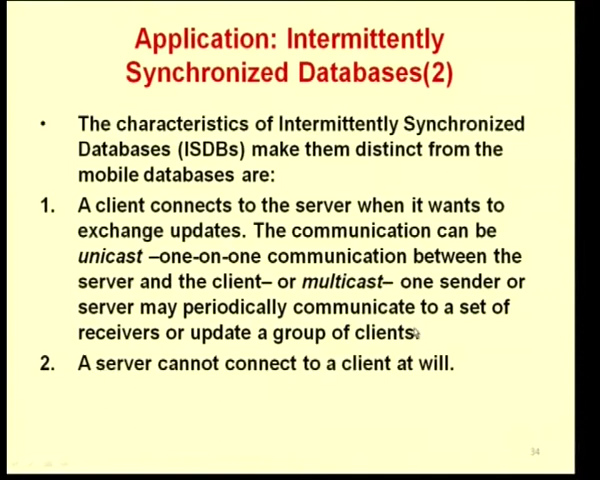 Application: Intermittently
Synchronized Databases(2)
• The characteristics of Intermittently Synchronized
Databases (ISDBs) make them distinct from the
mobile databases are:
1. A client connects to the server when it wants to
exchange updates. The communication can be
unicast –one-on-one communication between the
server and the client– or multicast– one sender or
server may periodically communicate to a set of
receivers or update a group of clients.
2. A server cannot connect to a client at will.
34